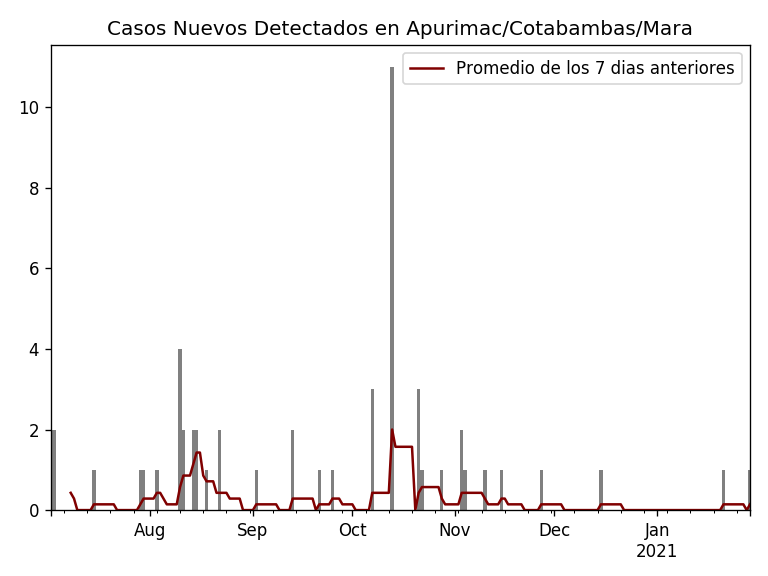 Casos Nuevos Detectados en Apurimac/Cotabambas/Mara
Promedio de los 7 dias anteriores
10
8
6
4
2
0
Aug Sep Oct Nov Dec Jan
2021